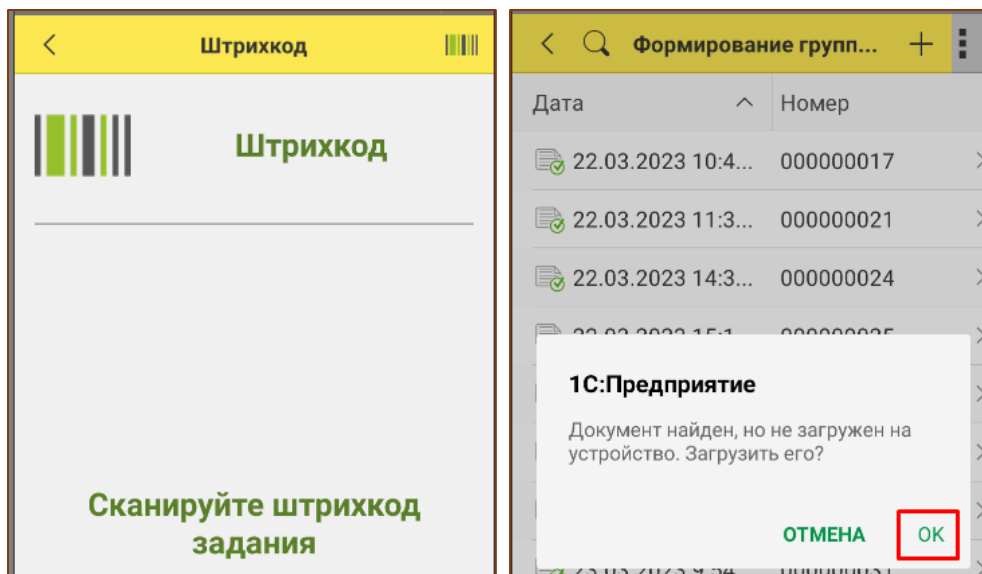 Штрихкод
Штрихкод
Сканируйте штрихкод
задания
Формирование групп...
Дата Номер
22.03.2023 10:4... 000000017
22.03.2023 11:3... 000000021
22.03.2023 14:3... 000000024
1С:Предприятие
Документ найден, но не загружен на
устройство. Загрузить его?
ОТМЕНА OK